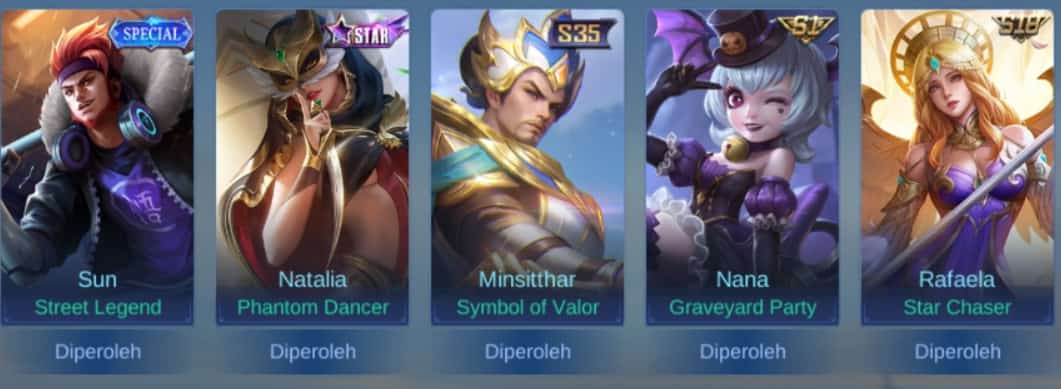 SPECIAL
STAR
S35
S1
S18
Sun
Street Legend
Natalia
Phantom Dancer
Minsitthar
Symbol of Valor
Nana
Graveyard Party
Rafaela
Star Chaser
Diperoleh
Diperoleh
Diperoleh
Diperoleh
Diperoleh